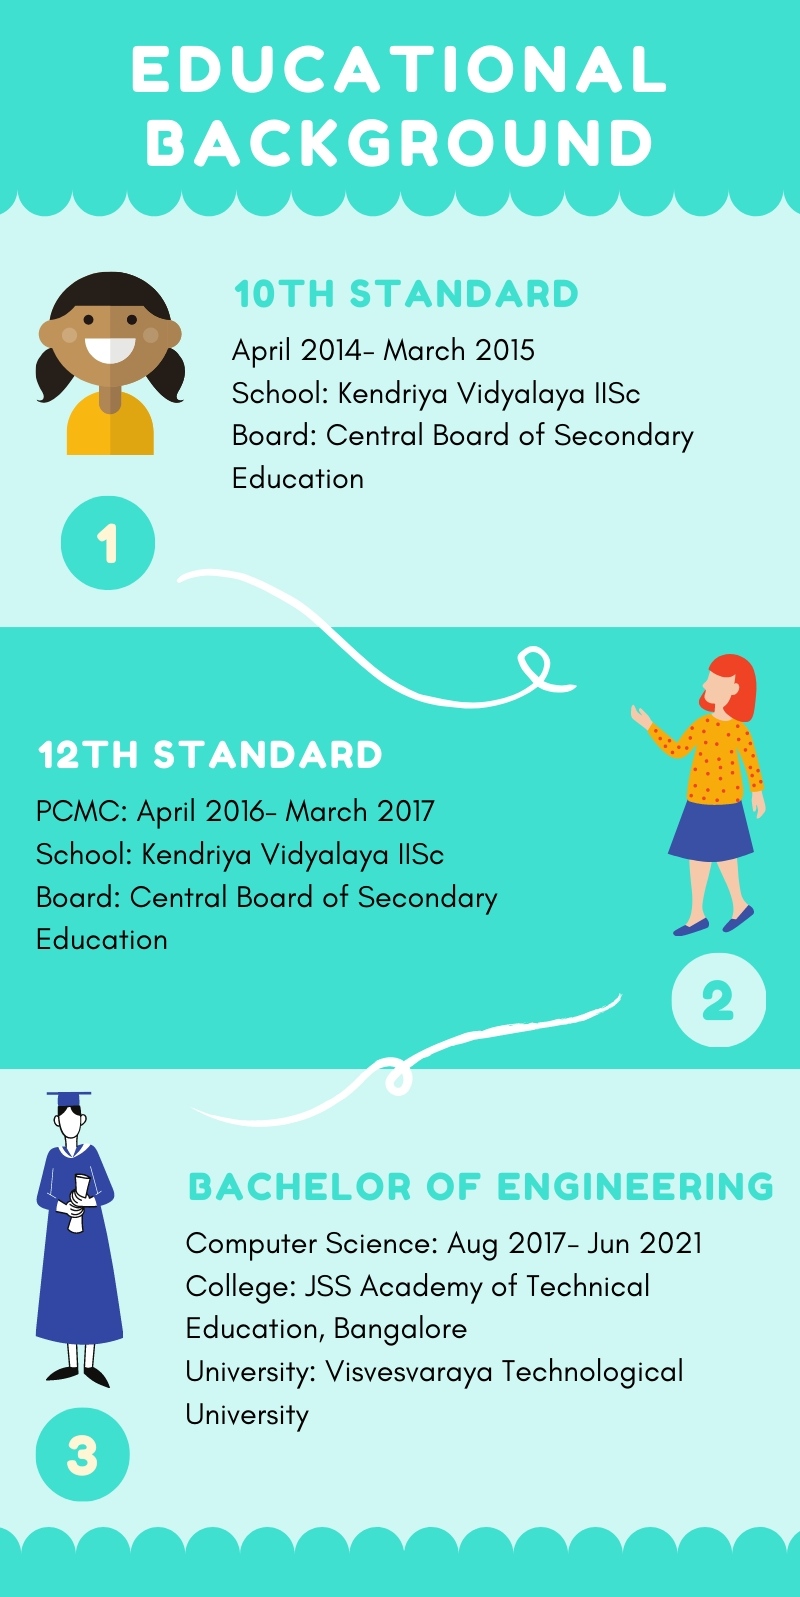 EDUCATIONAL
BACKGROUND
10TH STANDARD
April 2014- March 2015
School: Kendriya Vidyalaya IISc
Board: Central Board of Secondary
Education
1
12TH STANDARD
PCMC: April 2016- March 2017
School: Kendriya Vidyalaya IISc
Board: Central Board of Secondary
Education
2
BACHELOR OF ENGINEERING
Computer Science: Aug 2017- Jun 2021
College: JSS Academy of Technical
Education, Bangalore
University: Visvesvaraya Technological
University
3